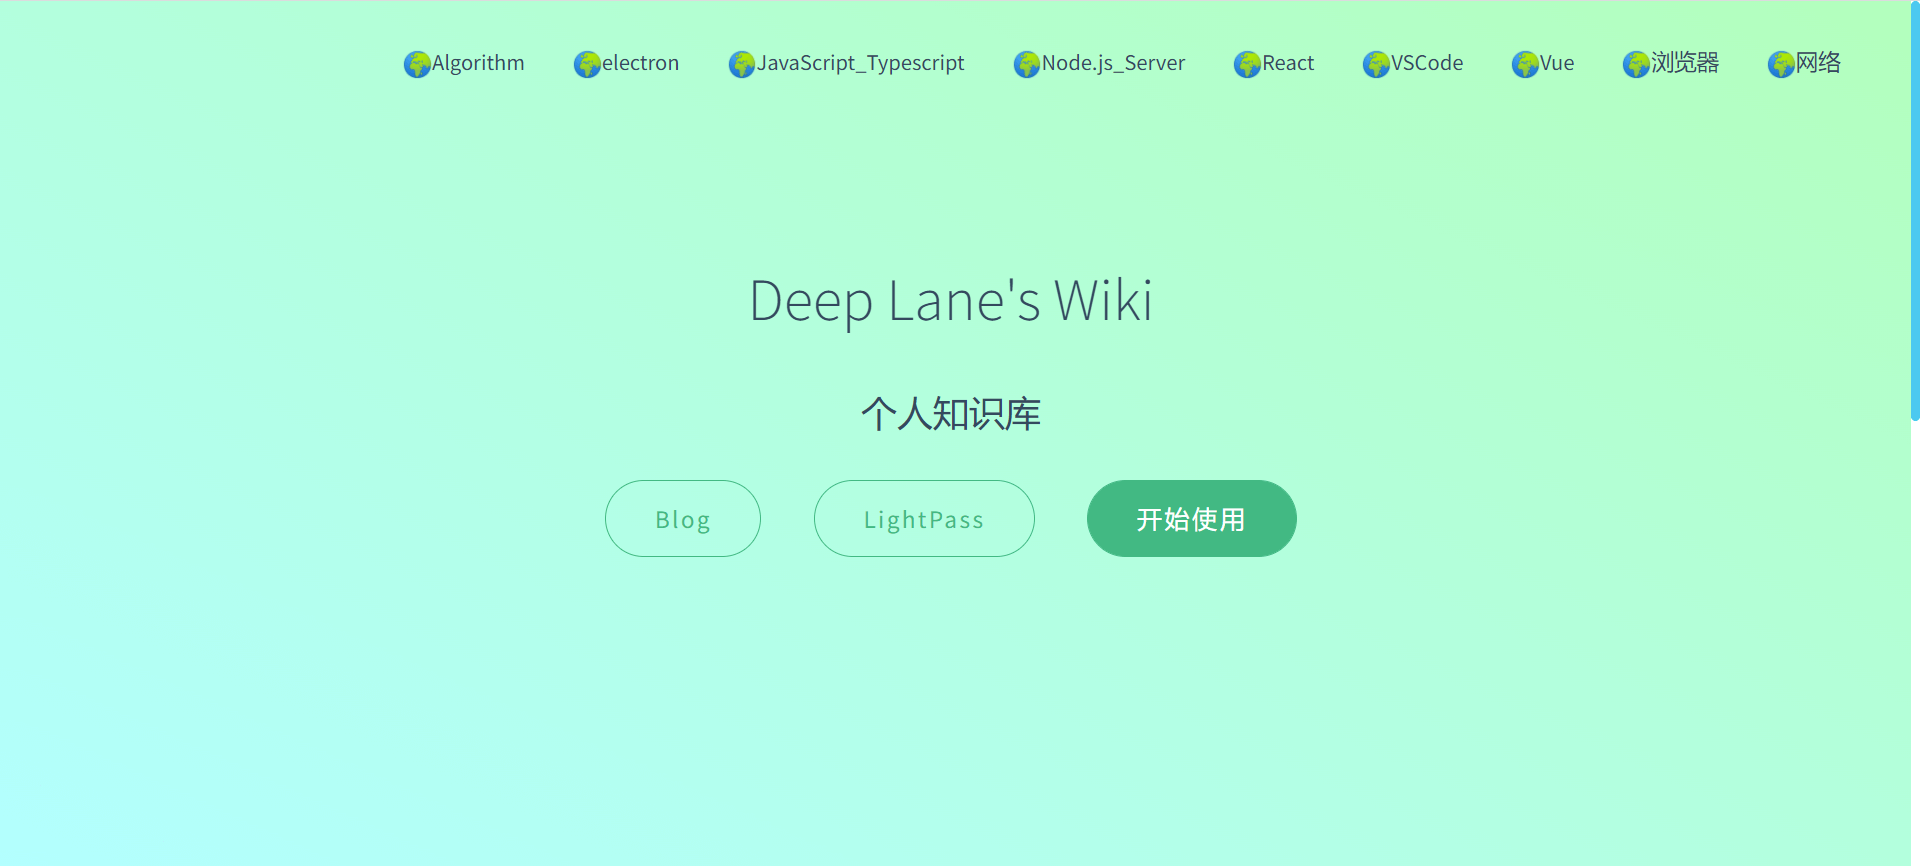 🌍Algorithm 🌍electron 🌍JavaScript_Typescript 🌍Node.js_Server 🌍React 🌍VSCode 🌍Vue 🌍浏览器 🌍网络
Deep Lane's Wiki
个人知识库
Blog LightPass 开始使用